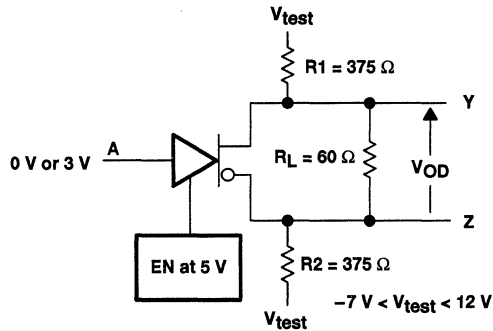 Vtest
R1 = 375 Ω
Y
A
0 V or 3 V
RL = 60 Ω
VOD
Z
EN at 5 V
R2 = 375 Ω
Vtest
−7 V < Vtest < 12 V